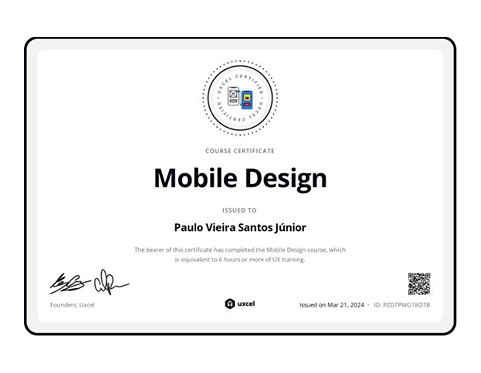 UXCEL CERTIFIED • UXCEL CERTIFIED •
COURSE CERTIFICATE
Mobile Design
ISSUED TO
Paulo Vieira Santos Júnior
The bearer of this certificate has completed the Mobile Design course, which
is equivalent to 6 hours or more of UX training.
Founders, Uxcel
uxcel
Issued on Mar 21, 2024 • ID: PZD7PWG18O7B